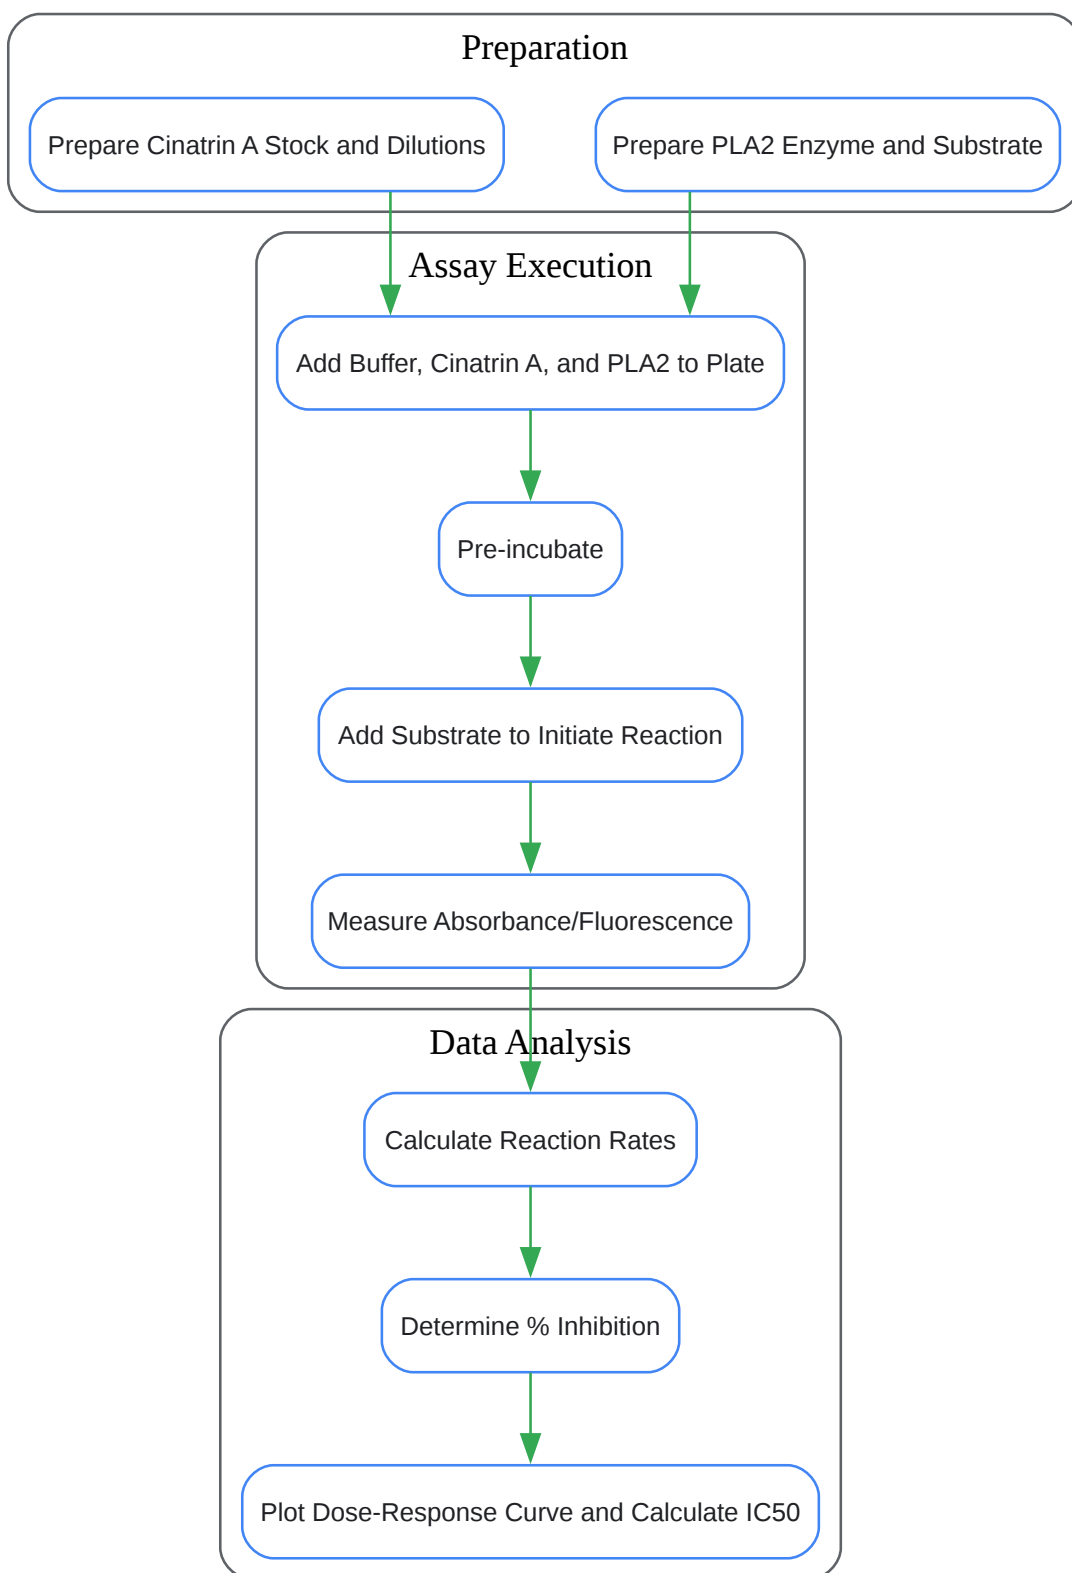 Preparation
Prepare Cinatrin A Stock and Dilutions
Prepare PLA2 Enzyme and Substrate
Assay Execution
Add Buffer, Cinatrin A, and PLA2 to Plate
Pre-incubate
Add Substrate to Initiate Reaction
Measure Absorbance/Fluorescence
Data Analysis
Calculate Reaction Rates
Determine % Inhibition
Plot Dose-Response Curve and Calculate IC50